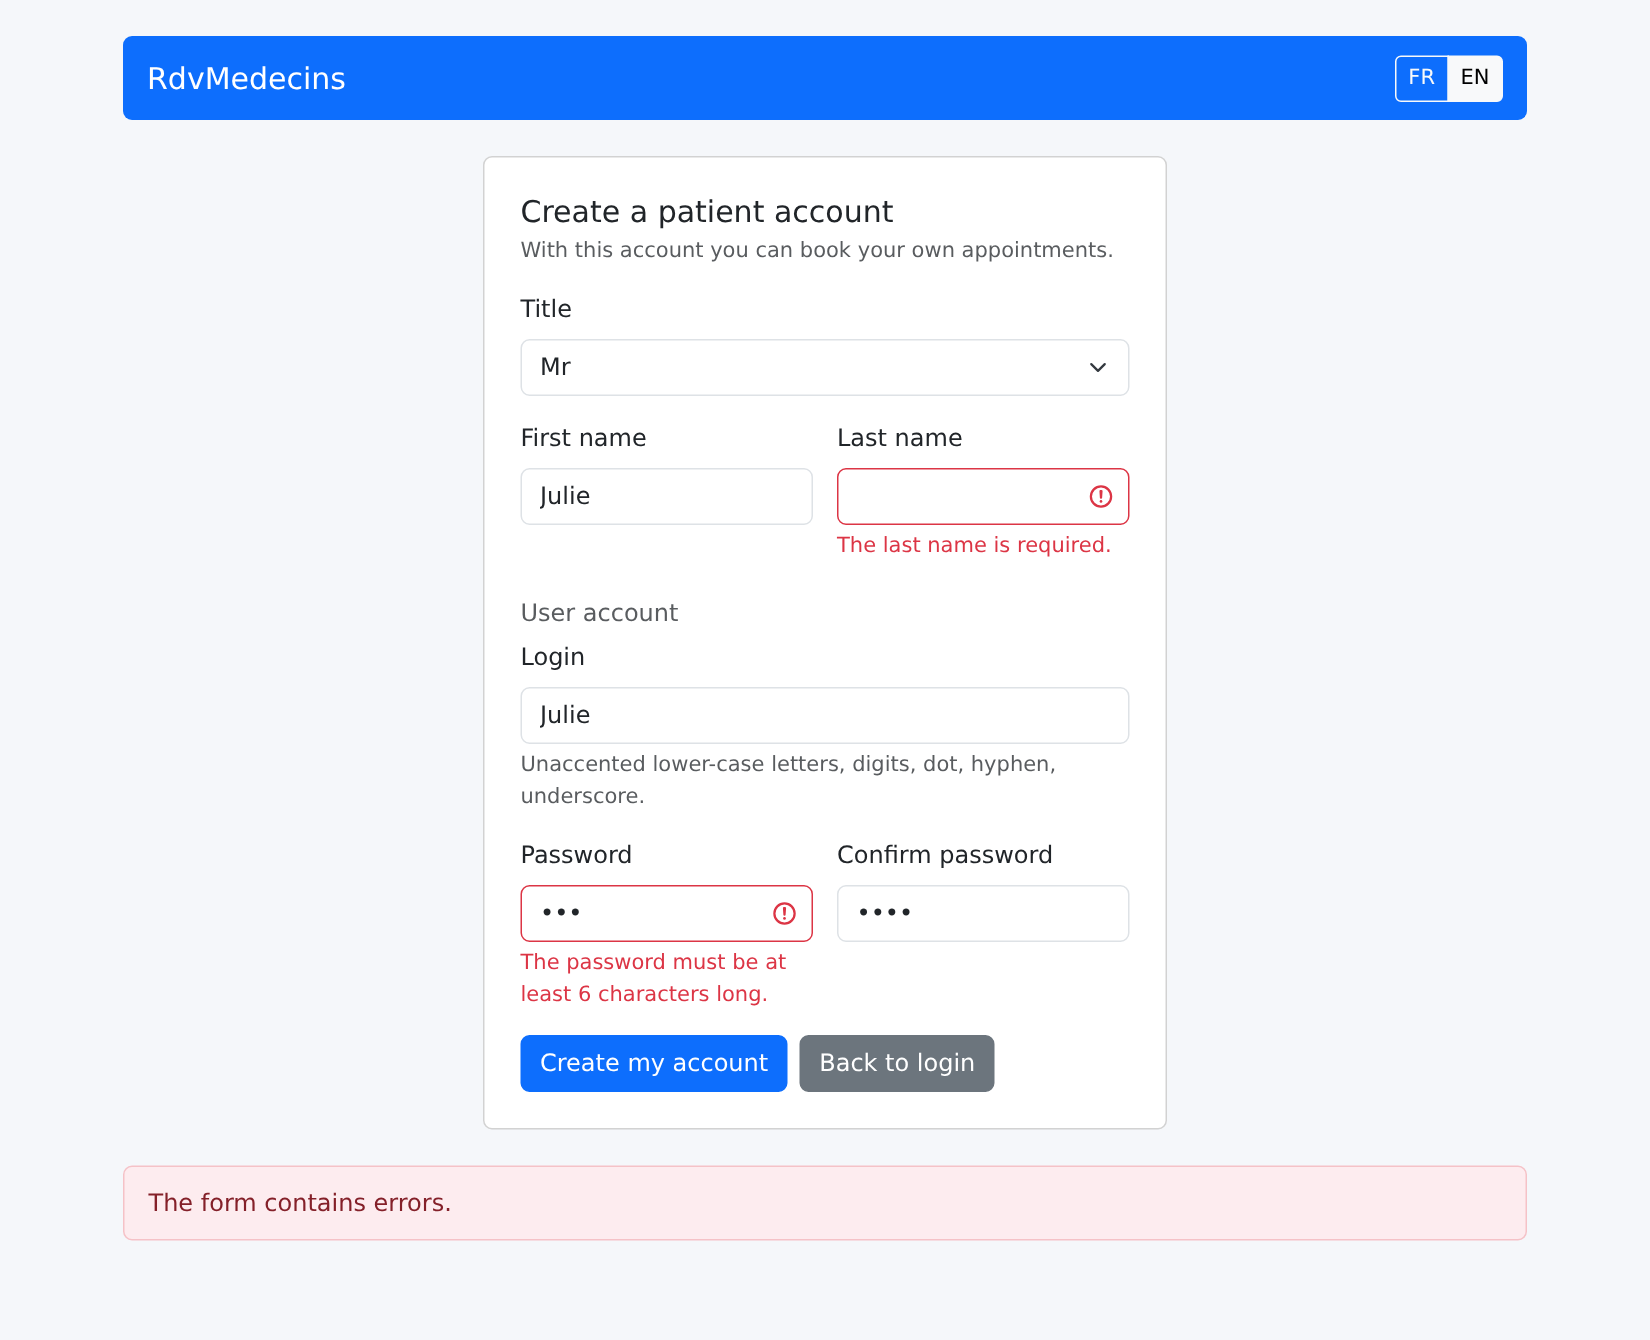 RdvMedecins
FR EN
Create a patient account
With this account you can book your own appointments.
Title
Mr
First name Last name
Julie
The last name is required.
User account
Login
Julie
Unaccented lower-case letters, digits, dot, hyphen,
underscore.
Password Confirm password
••• ••••
The password must be at
least 6 characters long.
Create my account Back to login
The form contains errors.